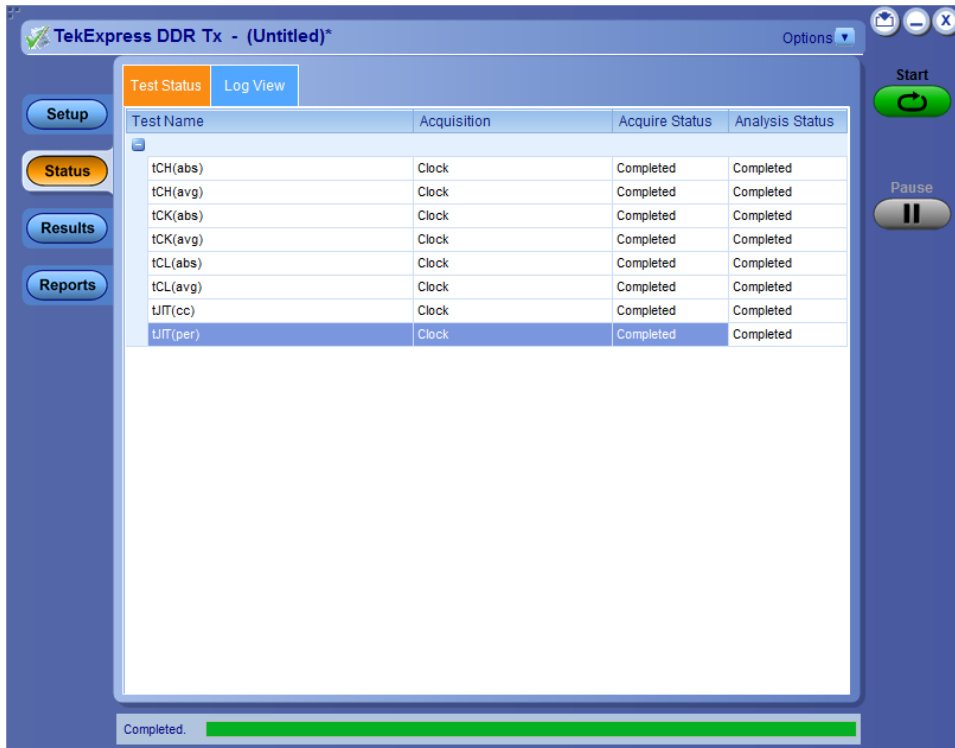 TekExpress DDR Tx - (Untitled)*
Options
X
Test Status Log View
Start
Setup
Status
Results
Reports
Pause
Test Name Acquisition Acquire Status Analysis Status
tCH(abs) Clock Completed Completed
tCH(avg) Clock Completed Completed
tCK(abs) Clock Completed Completed
tCK(avg) Clock Completed Completed
tCL(abs) Clock Completed Completed
tCL(avg) Clock Completed Completed
tJIT(cc) Clock Completed Completed
tJIT(per) Clock Completed Completed
Completed.